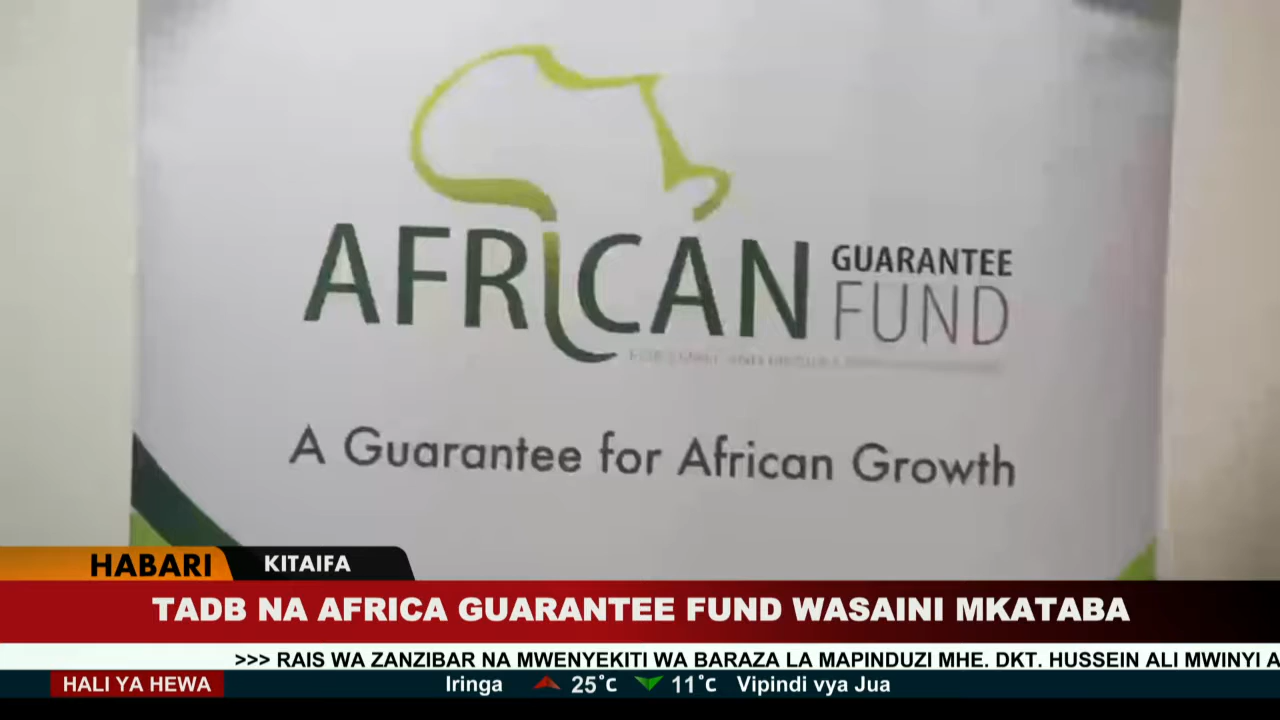 AFRICAN GUARANTEE FUND
A Guarantee for African Growth
HABARI KITAIFA
TADB NA AFRICA GUARANTEE FUND WASAINI MKATABA
>>> RAIS WA ZANZIBAR NA MWENYEKITI WA BARAZA LA MAPINDUZI MHE. DKT. HUSSEIN ALI MWINYI A
HALI YA HEWA Iringa 25°C 11°C Vipindi vya Jua